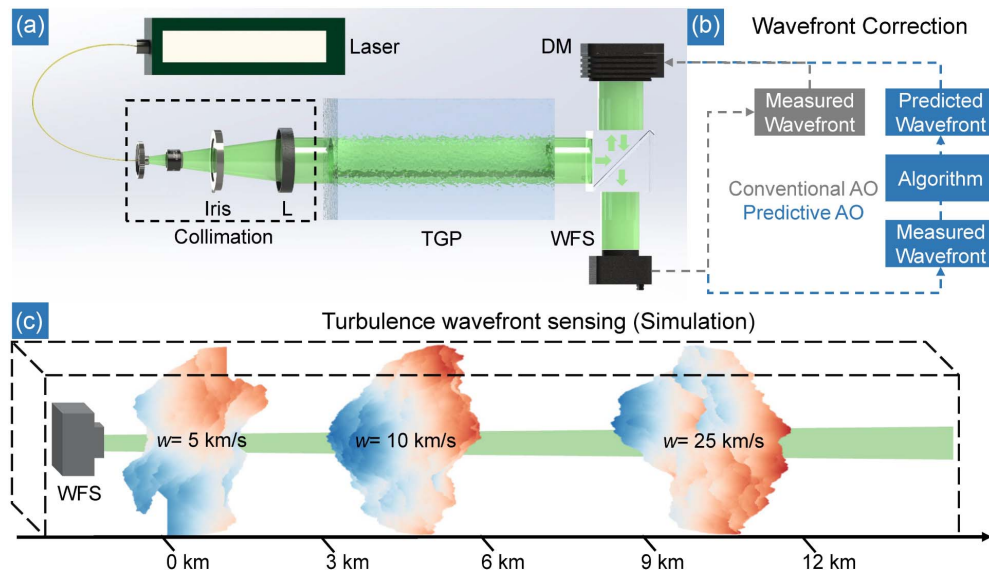 (a)
Laser
Iris
L
Collimation
TGP
DM
WFS
(b)
Wavefront Correction
Measured
Wavefront
Predicted
Wavefront
Algorithm
Conventional AO
Predictive AO
Measured
Wavefront
(c)
Turbulence wavefront sensing (Simulation)
w= 5 km/s
w= 10 km/s
w= 25 km/s
WFS
0 km
3 km
6 km
9 km
12 km